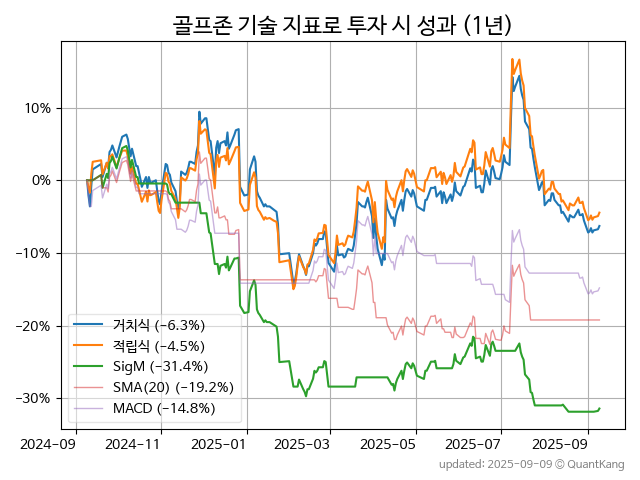 골프존 기술 지표로 투자 시 성과 (1년)
10%
0%
−10%
−20%
−30%
거치식 (−6.3%)
적립식 (−4.5%)
SigM (−31.4%)
SMA(20) (−19.2%)
MACD (−14.8%)
2024-09
2024-11
2025-01
2025-03
2025-05
2025-07
2025-09
updated: 2025-09-09 © QuantKang